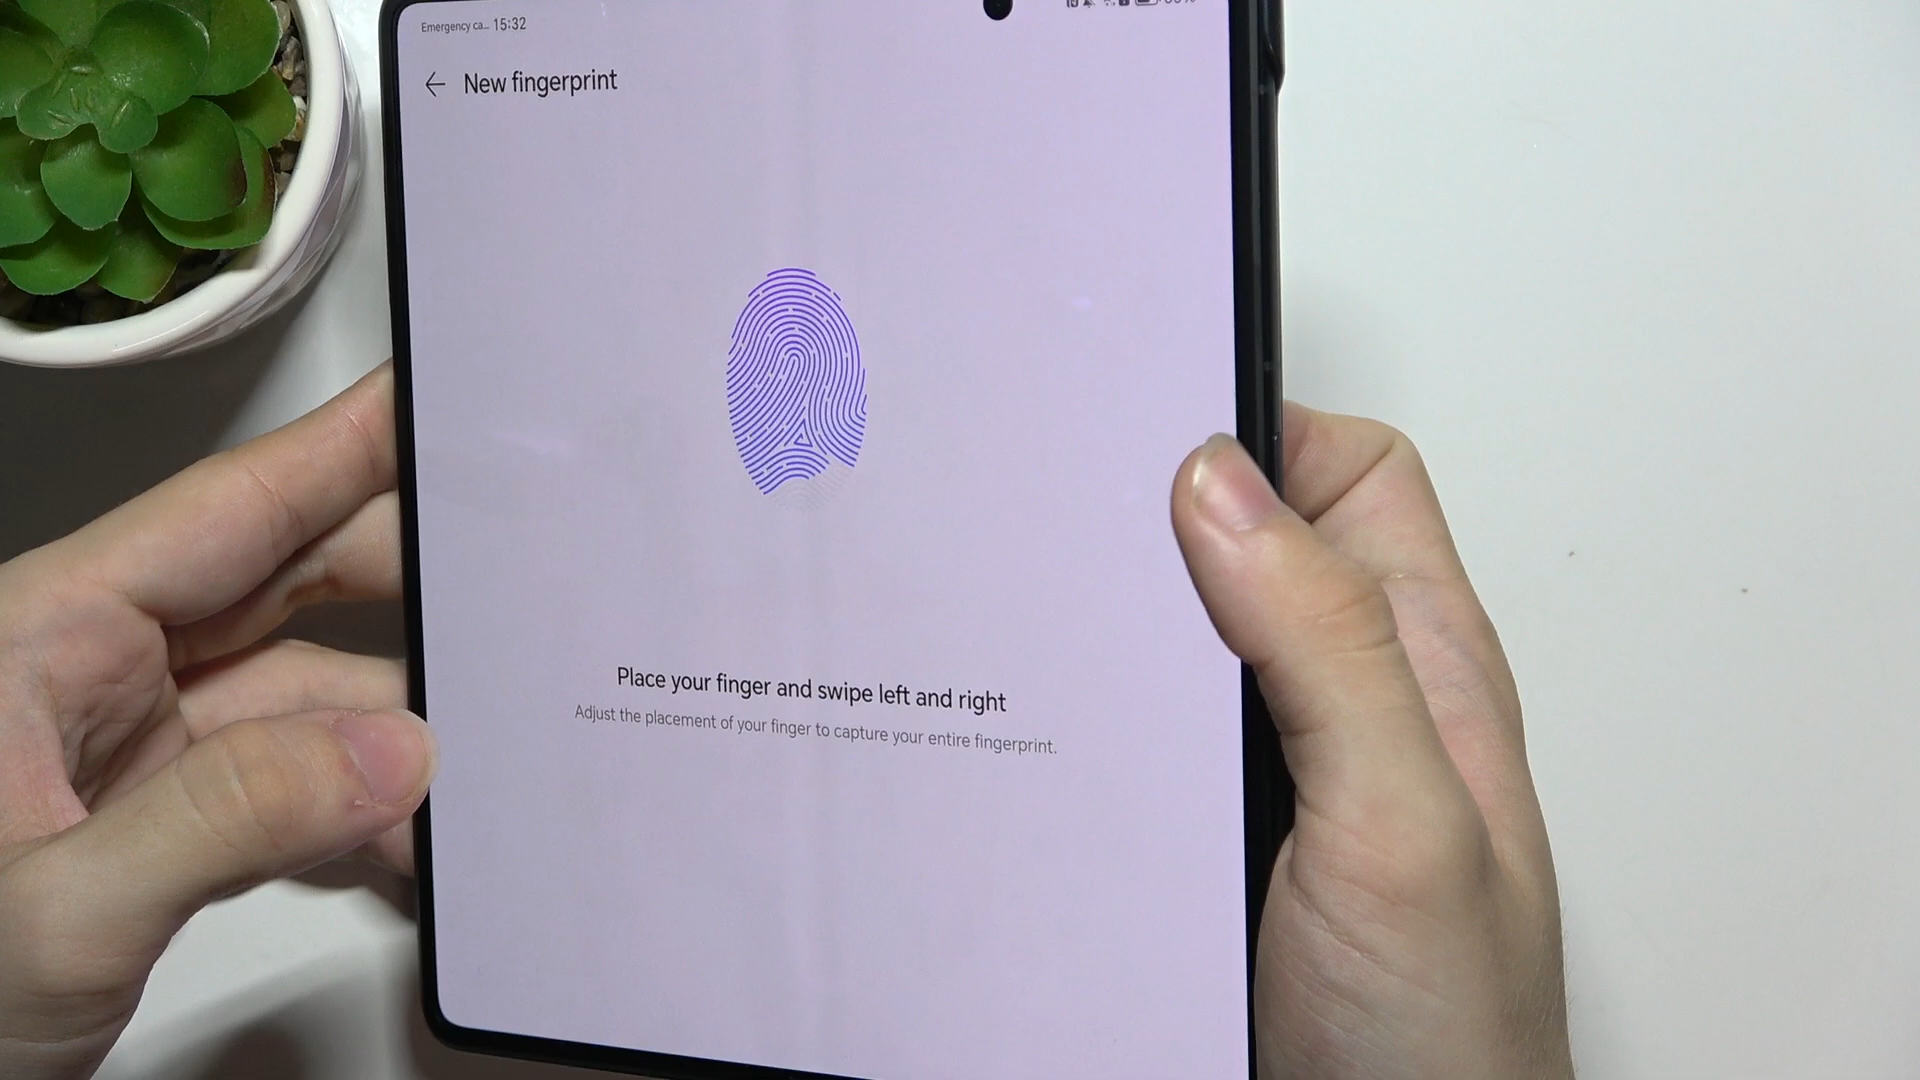 Emergency ca... 15:32
New fingerprint
Place your finger and swipe left and right
Adjust the placement of your finger to capture your entire fingerprint.